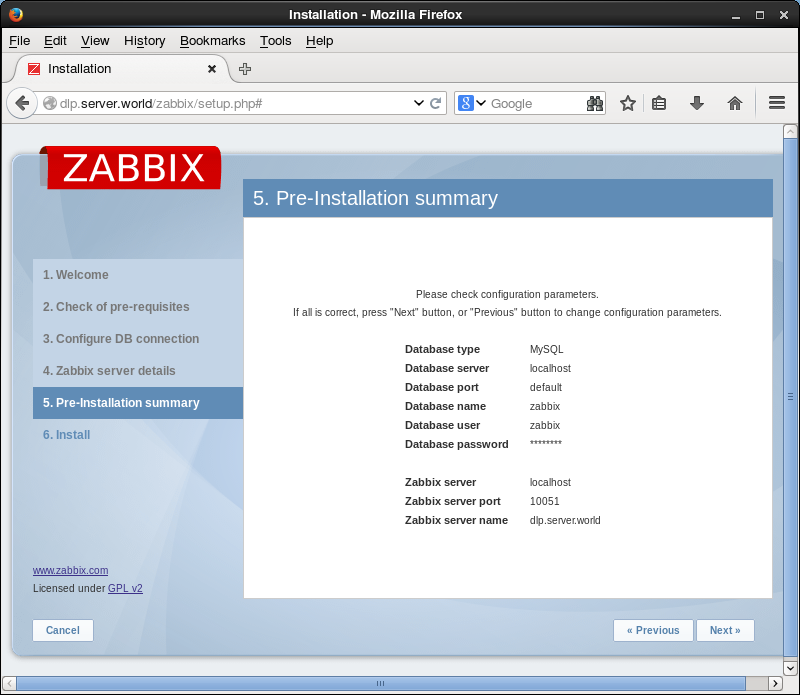 Installation - Mozilla Firefox
File Edit View History Bookmarks Tools Help
Installation
dlp.server.world/zabbix/setup.php#
8 Google
ZABBIX
5. Pre-Installation summary
1. Welcome
2. Check of pre-requisites
3. Configure DB connection
4. Zabbix server details
5. Pre-Installation summary
6. Install
Please check configuration parameters.
If all is correct, press "Next" button, or "Previous" button to change configuration parameters.
Database type MySQL
Database server localhost
Database port default
Database name zabbix
Database user zabbix
Database password ********
Zabbix server localhost
Zabbix server port 10051
Zabbix server name dlp.server.world
www.zabbix.com
Licensed under GPL v2
Cancel
« Previous
Next »